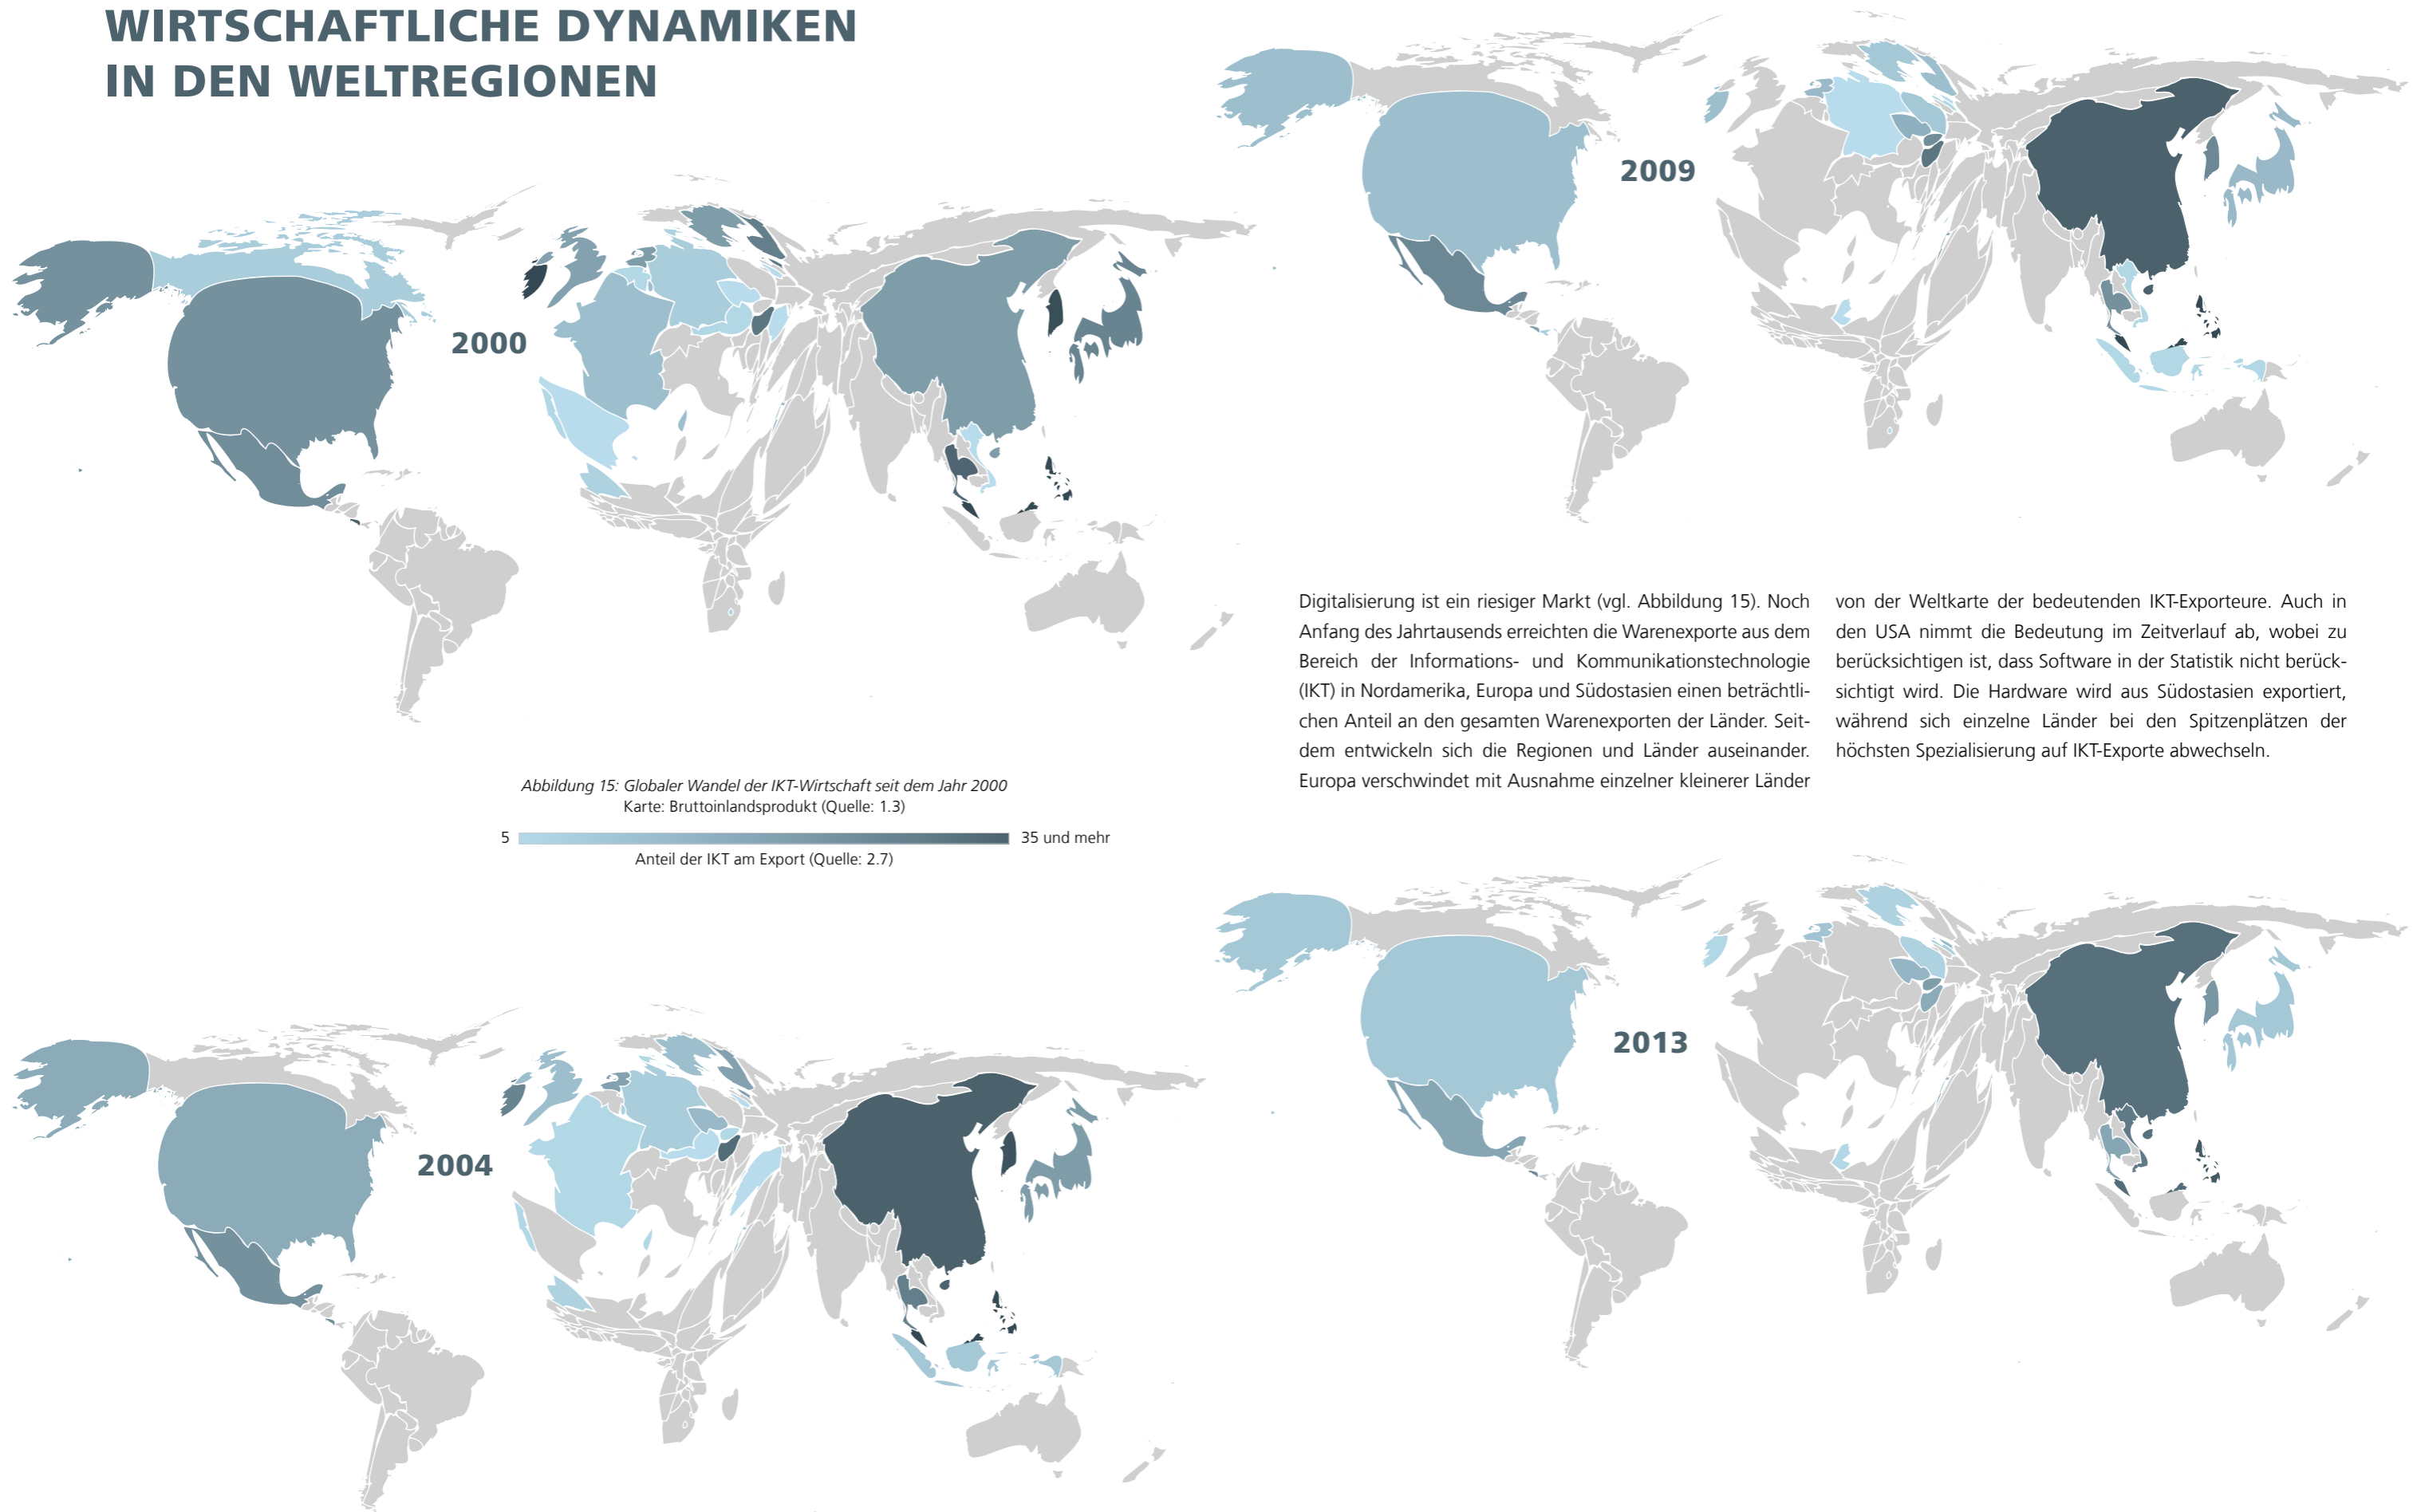 WIRTSCHAFTLICHE DYNAMIKEN
IN DEN WELTREGIONEN
2000
2009
Digitalisierung ist ein riesiger Markt (vgl. Abbildung 15). Noch
Anfang des Jahrtausends erreichten die Warenexporte aus dem
Bereich der Informations- und Kommunikationstechnologie
(IKT) in Nordamerika, Europa und Südostasien einen beträchtli-
chen Anteil an den gesamten Warenexporten der Länder. Seit-
dem entwickeln sich die Regionen und Länder auseinander.
Europa verschwindet mit Ausnahme einzelner kleinerer Länder
von der Weltkarte der bedeutenden IKT-Exporteure. Auch in
den USA nimmt die Bedeutung im Zeitverlauf ab, wobei zu
berücksichtigen ist, dass Software in der Statistik nicht berück-
sichtigt wird. Die Hardware wird aus Südostasien exportiert,
während sich einzelne Länder bei den Spitzenplätzen der
höchsten Spezialisierung auf IKT-Exporte abwechseln.
Abbildung 15: Globaler Wandel der IKT-Wirtschaft seit dem Jahr 2000
Karte: Bruttoinlandsprodukt (Quelle: 1.3)
5 35 und mehr
Anteil der IKT am Export (Quelle: 2.7)
2004
2013